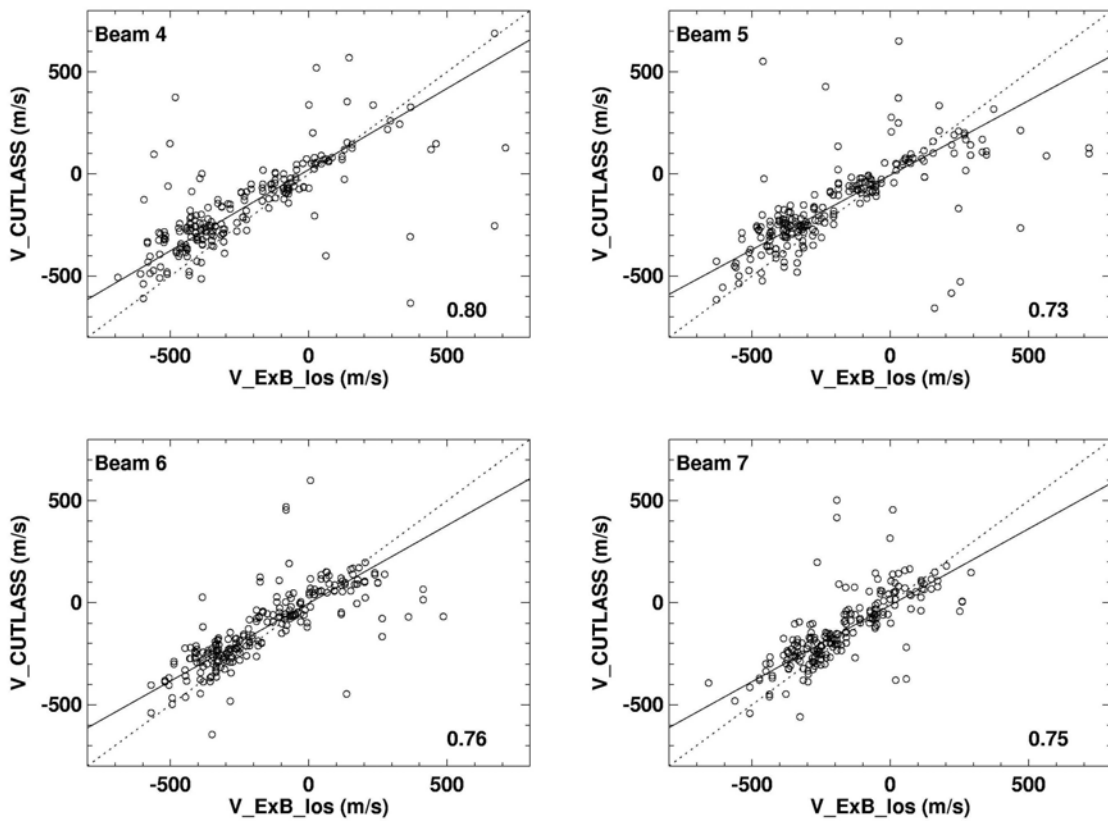 Beam 4
500
0
-500
V_CUTLASS (m/s)
0.80
-500 0 500
V_ExB_los (m/s)
Beam 5
500
0
-500
V_CUTLASS (m/s)
0.73
-500 0 500
V_ExB_los (m/s)
Beam 6
500
0
-500
V_CUTLASS (m/s)
0.76
-500 0 500
V_ExB_los (m/s)
Beam 7
500
0
-500
V_CUTLASS (m/s)
0.75
-500 0 500
V_ExB_los (m/s)